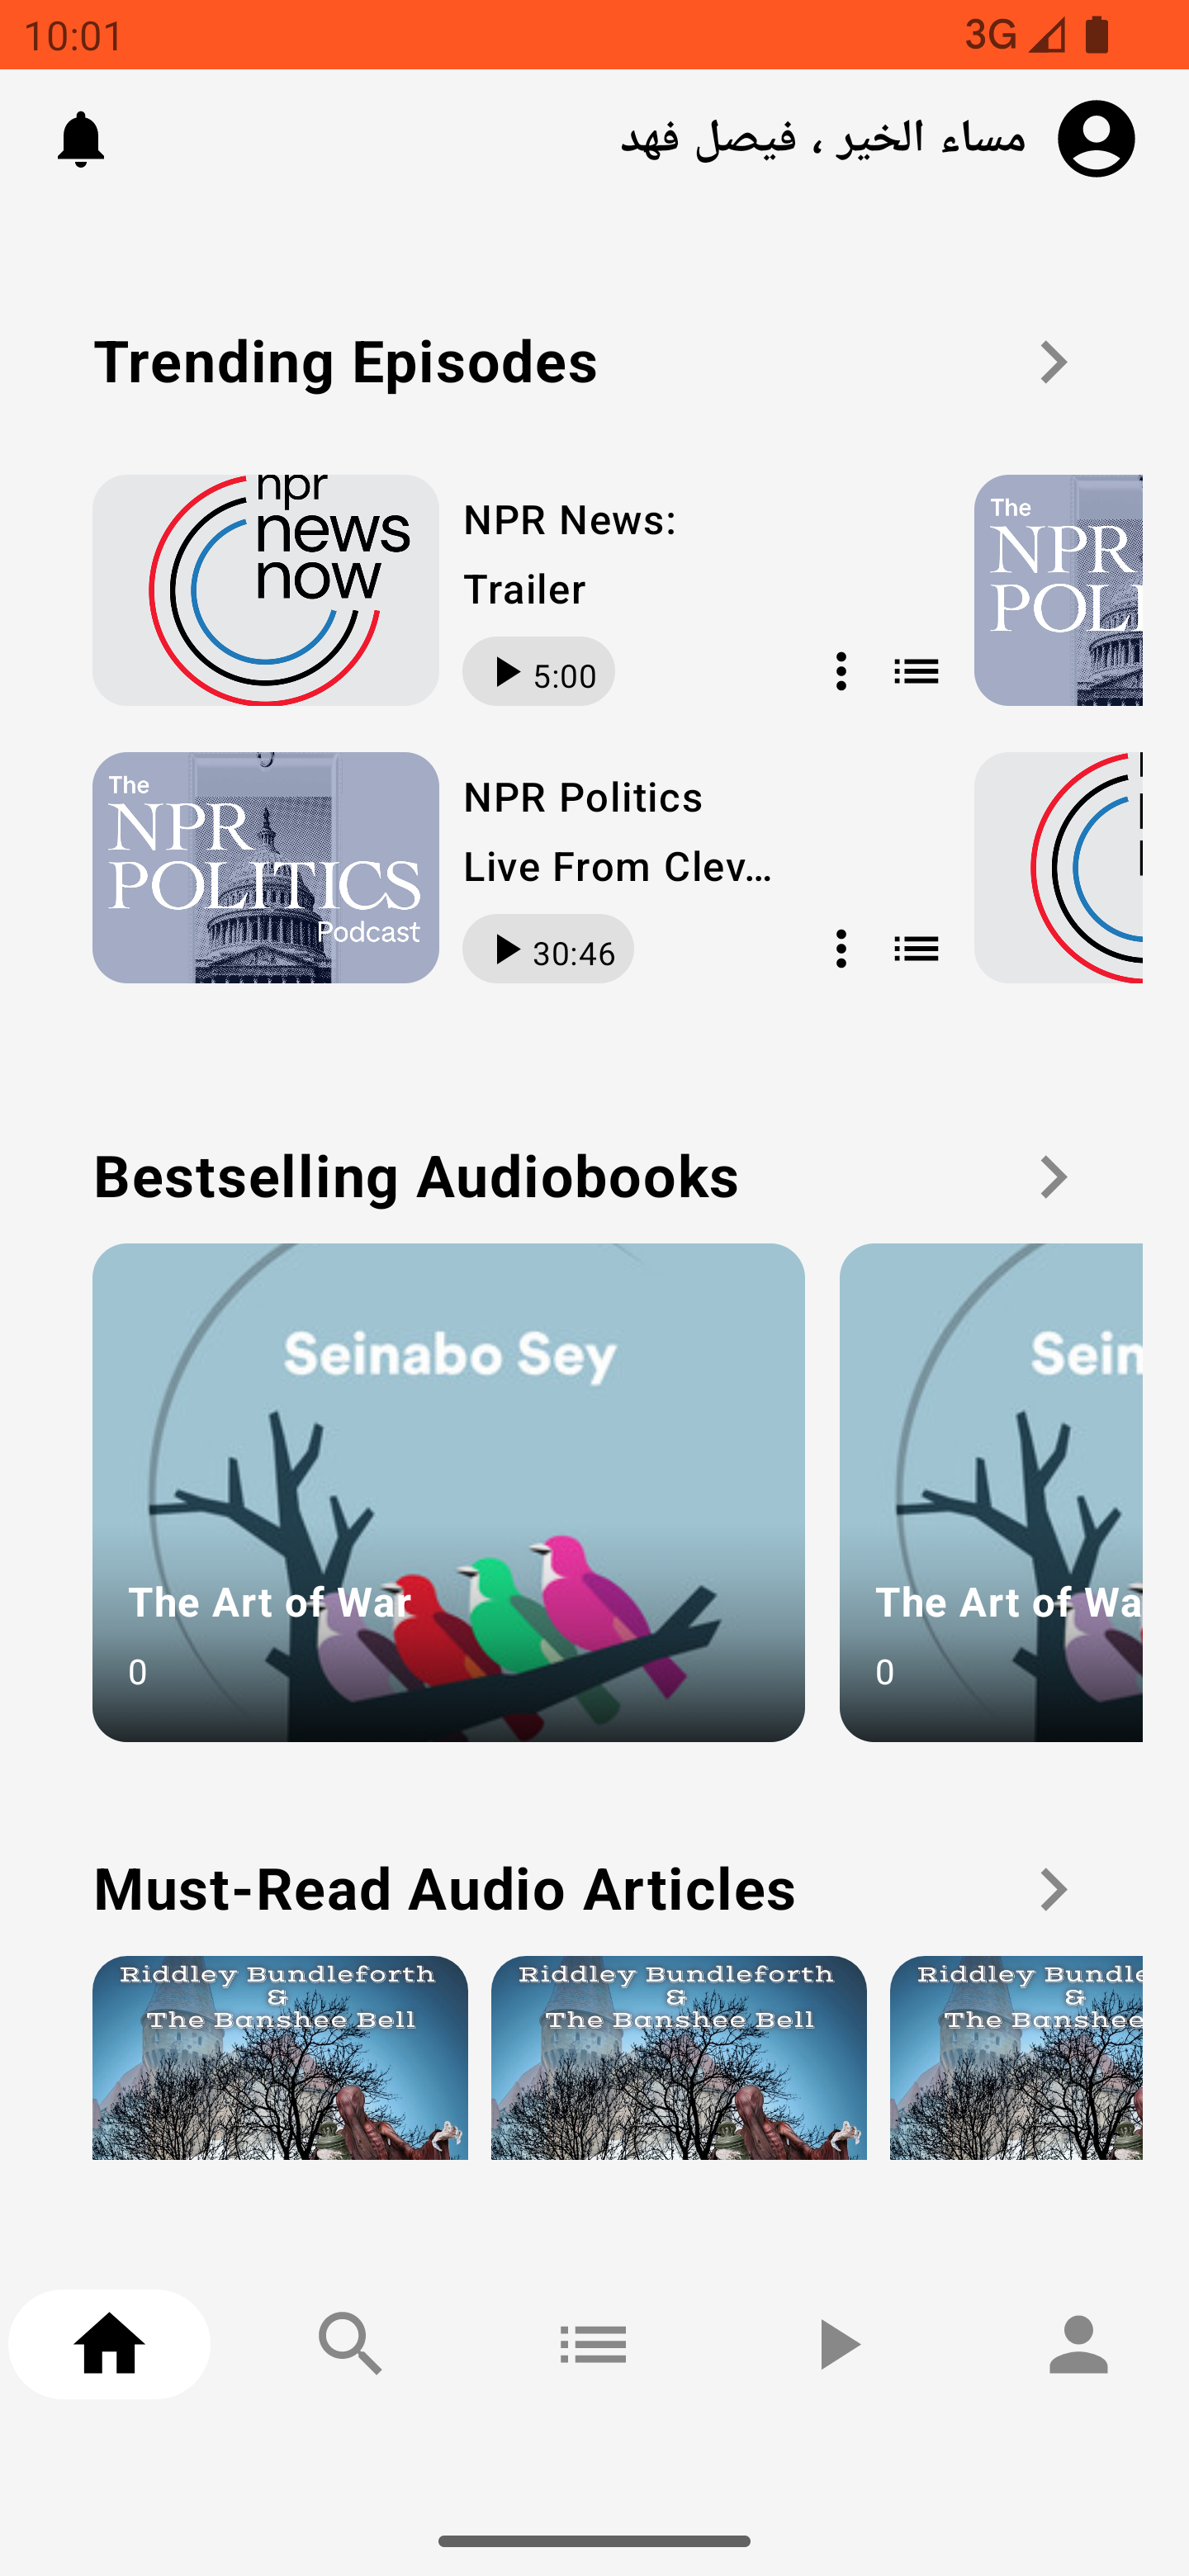 10:01
3G
مساء الخير ، فيصل فهد
Trending Episodes
npr
news
now
NPR News:
Trailer
5:00
The
NPR
POLI
The
NPR
POLITICS
Podcast
NPR Politics
Live From Clev...
30:46
Bestselling Audiobooks
Seinabo Sey
The Art of War
0
Sein
The Art of Wa
0
Must-Read Audio Articles
Riddley Bundleforth
&
The Banshee Bell
Riddley Bundleforth
&
The Banshee Bell
Riddley Bundle
&
The Banshee